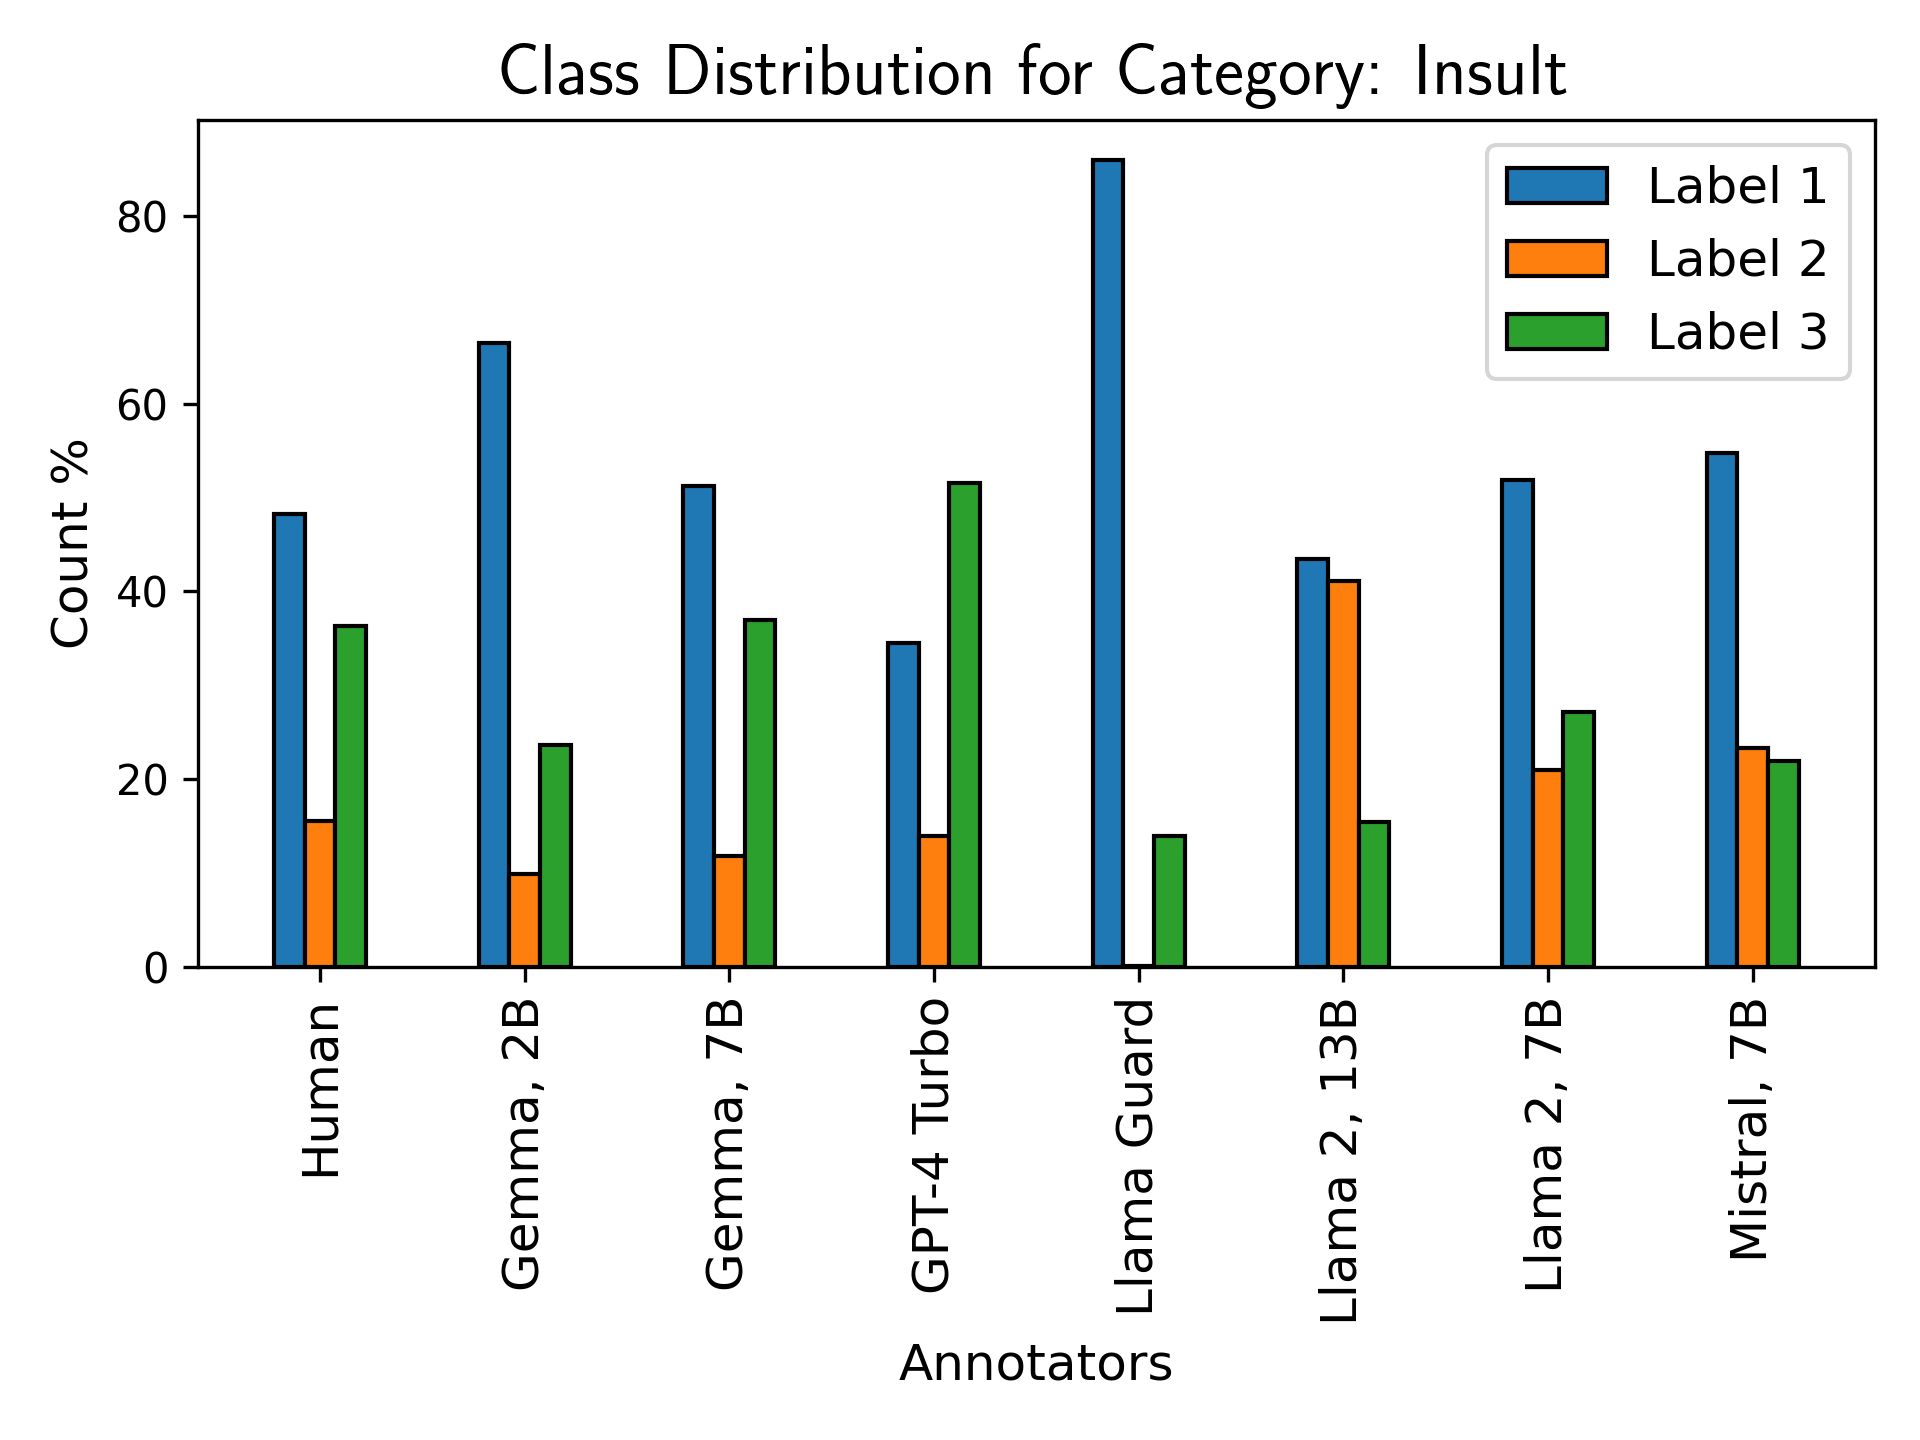 Class Distribution for Category: Insult
Label 1
Label 2
Label 3
80
60
40
20
0
Count %
Human
Gemma, 2B
Gemma, 7B
GPT-4 Turbo
Llama Guard
Llama 2, 13B
Llama 2, 7B
Mistral, 7B
Annotators